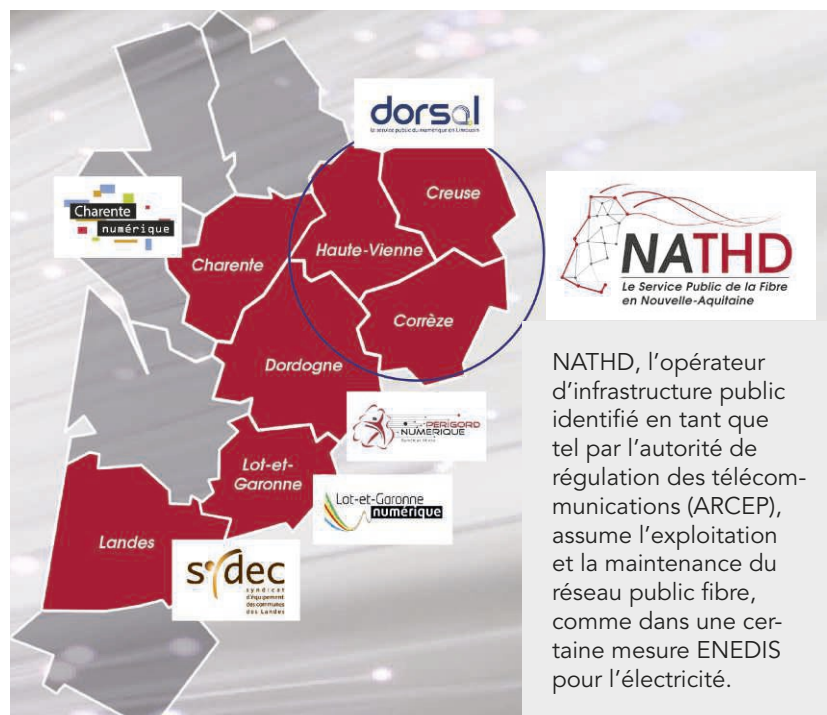 dorsal
le service public du numérique en Limousin
Creuse
Charente
numérique
Haute-Vienne
Charente
NATHD
Le Service Public de la Fibre
en Nouvelle-Aquitaine
Corrèze
Dordogne
PERIGORD
NUMERIQUE
Lot-et-
Garonne
Lot-et-Garonne
numérique
Landes
sydec
syndicat
d'équipement
des communes
des Landes
NATHD, l’opérateur
d’infrastructure public
identifié en tant que
tel par l’autorité de
régulation des télécom-
munications (ARCEP),
assume l’exploitation
et la maintenance du
réseau public fibre,
comme dans une cer-
taine mesure ENEDIS
pour l’électricité.